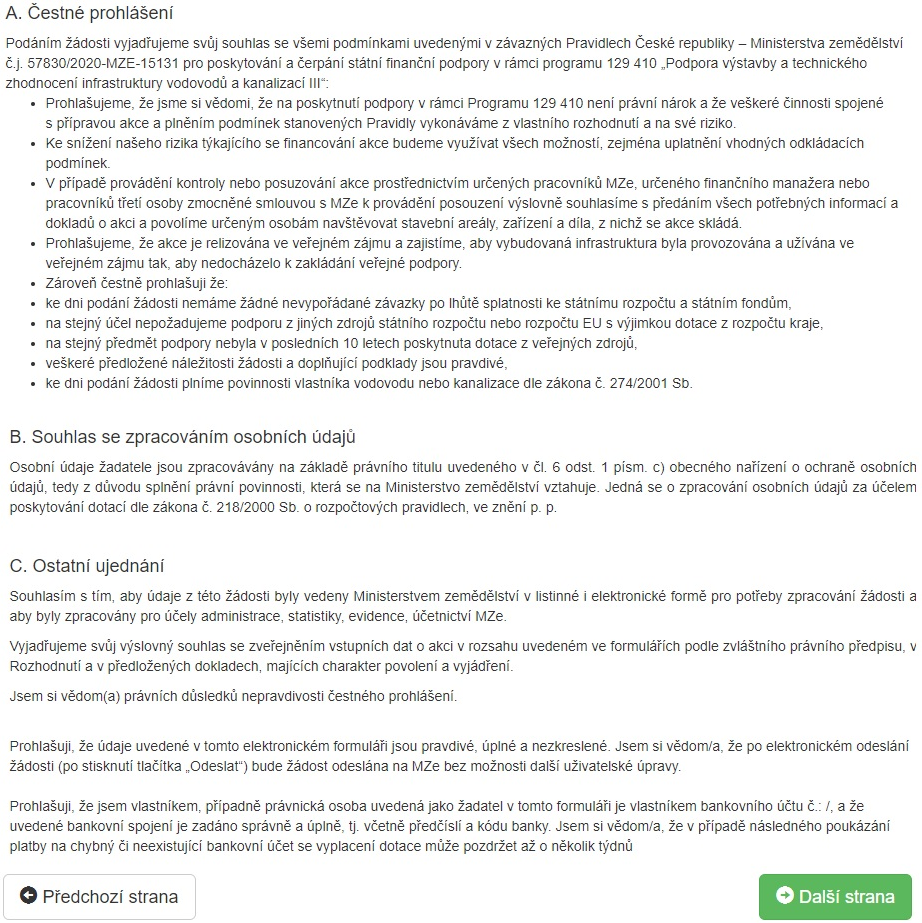 A. Čestné prohlášení
Podáním žádosti vyjadřujeme svůj souhlas se všemi podmínkami uvedenými v závazných Pravidlech České republiky – Ministerstva zemědělství
č.j. 57830/2020-MZE-15131 pro poskytování a čerpání státní finanční podpory v rámci programu 129 410 „Podpora výstavby a technického
zhodnocení infrastruktury vodovodů a kanalizací III“:
• Prohlašujeme, že jsme si vědomi, že na poskytnutí podpory v rámci Programu 129 410 není právní nárok a že veškeré činnosti spojené
s přípravou akce a plněním podmínek stanovených Pravidly vykonáváme z vlastního rozhodnutí a na své riziko.
• Ke snížení našeho rizika týkajícího se financování akce budeme využívat všech možností, zejména uplatnění vhodných odkládacích
podmínek.
• V případě provádění kontroly nebo posuzování akce prostřednictvím určených pracovníků MZe, určeného finančního manažera nebo
pracovníků třetí osoby zmocněné smlouvou s MZe k provádění posouzení výslovně souhlasíme s předáním všech potřebných informací a
dokladů o akci a povolíme určeným osobám navštěvovat stavební areály, zařízení a díla, z nichž se akce skládá.
• Prohlašujeme, že akce je relizována ve veřejném zájmu a zajistíme, aby vybudovaná infrastruktura byla provozována a užívána ve
veřejném zájmu tak, aby nedocházelo k zakládání veřejné podpory.
• Zároveň čestně prohlašuji že:
• ke dni podání žádosti nemáme žádné nevypořádané závazky po lhůtě splatnosti ke státnímu rozpočtu a státním fondům,
• na stejný účel nepožadujeme podporu z jiných zdrojů státního rozpočtu nebo rozpočtu EU s výjimkou dotace z rozpočtu kraje,
• na stejný předmět podpory nebyla v posledních 10 letech poskytnuta dotace z veřejných zdrojů,
• veškeré předložené náležitosti žádosti a doplňující podklady jsou pravdivé,
• ke dni podání žádosti plníme povinnosti vlastníka vodovodu nebo kanalizace dle zákona č. 274/2001 Sb.
B. Souhlas se zpracováním osobních údajů
Osobní údaje žadatele jsou zpracovávány na základě právního titulu uvedeného v čl. 6 odst. 1 písm. c) obecného nařízení o ochraně osobních
údajů, tedy z důvodu splnění právní povinnosti, která se na Ministerstvo zemědělství vztahuje. Jedná se o zpracování osobních údajů za účelem
poskytování dotací dle zákona č. 218/2000 Sb. o rozpočtových pravidlech, ve znění p. p.
C. Ostatní ujednání
Souhlasím s tím, aby údaje z této žádosti byly vedeny Ministerstvem zemědělství v listinné i elektronické formě pro potřeby zpracování žádosti a
aby byly zpracovány pro účely administrace, statistiky, evidence, účetnictví MZe.
Vyjadřujeme svůj výslovný souhlas se zveřejněním vstupních dat o akci v rozsahu uvedeném ve formulářích podle zvláštního právního předpisu, v
Rozhodnutí a v předložených dokladech, majících charakter povolení a vyjádření.
Jsem si vědom(a) právních důsledků nepravdivosti čestného prohlášení.
Prohlašuji, že údaje uvedené v tomto elektronickém formuláři jsou pravdivé, úplné a nezkreslené. Jsem si vědom/a, že po elektronickém odeslání
žádosti (po stisknutí tlačítka „Odeslat“) bude žádost odeslána na MZe bez možnosti další uživatelské úpravy.
Prohlašuji, že jsem vlastníkem, případně právnická osoba uvedená jako žadatel v tomto formuláři je vlastníkem bankovního účtu č.: /, a že
uvedené bankovní spojení je zadáno správně a úplně, tj. včetně předčíslí a kódu banky. Jsem si vědom/a, že v případě následného poukázání
platby na chybný či neexistující bankovní účet se vyplacení dotace může pozdržet až o několik týdnů
Předchozí strana
Další strana